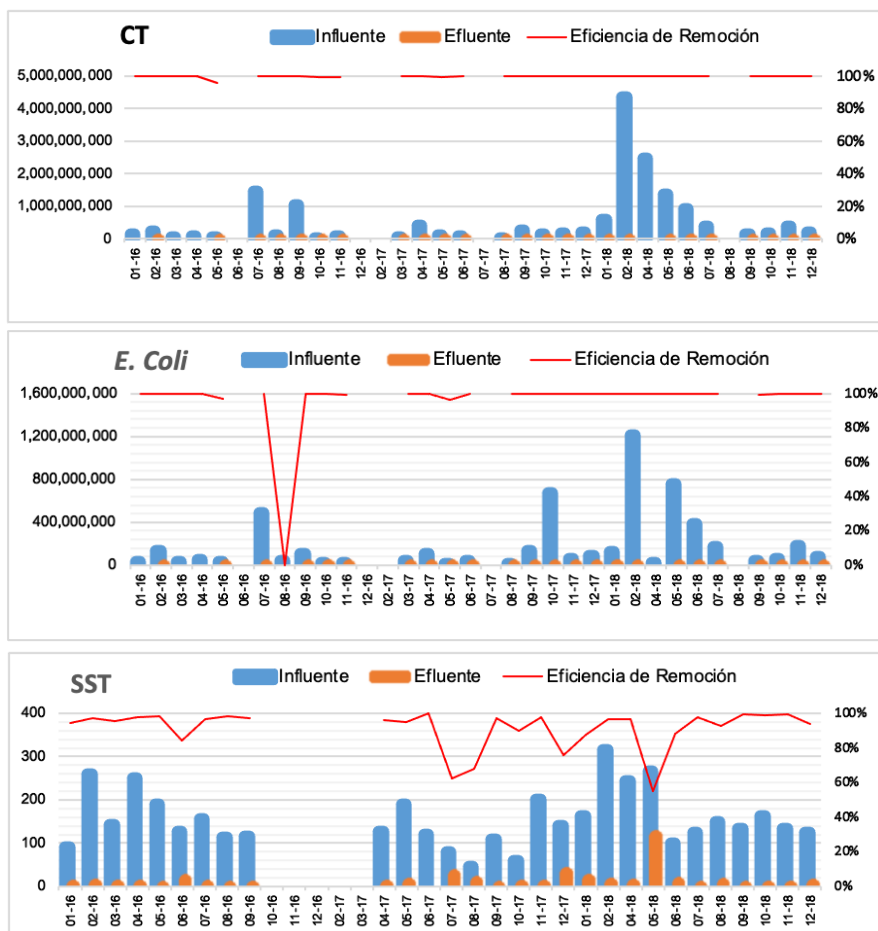 CT
Influente Efluente Eficiencia de Remoción
5,000,000,000 100%
4,000,000,000 80%
3,000,000,000 60%
2,000,000,000 40%
1,000,000,000 20%
0 0%
01-16 02-16 03-16 04-16 05-16 06-16 07-16 08-16 09-16 10-16 11-16 12-16 02-17 03-17 04-17 05-17 06-17 07-17 08-17 09-17 10-17 11-17 12-17 01-18 02-18 04-18 05-18 06-18 07-18 08-18 09-18 10-18 11-18 12-18
E. Coli
Influente Efluente Eficiencia de Remoción
1,600,000,000 100%
1,200,000,000 80%
60%
800,000,000
40%
400,000,000 20%
0 0%
01-16 02-16 03-16 04-16 05-16 06-16 07-16 08-16 09-16 10-16 11-16 12-16 02-17 03-17 04-17 05-17 06-17 07-17 08-17 09-17 10-17 11-17 12-17 01-18 02-18 04-18 05-18 06-18 07-18 08-18 09-18 10-18 11-18 12-18
SST
Influente Efluente Eficiencia de Remoción
400 100%
300 80%
60%
200
40%
100 20%
0 0%
01-16 02-16 03-16 04-16 05-16 06-16 07-16 08-16 09-16 10-16 11-16 12-16 02-17 03-17 04-17 05-17 06-17 07-17 08-17 09-17 10-17 11-17 12-17 01-18 02-18 04-18 05-18 06-18 07-18 08-18 09-18 10-18 11-18 12-18